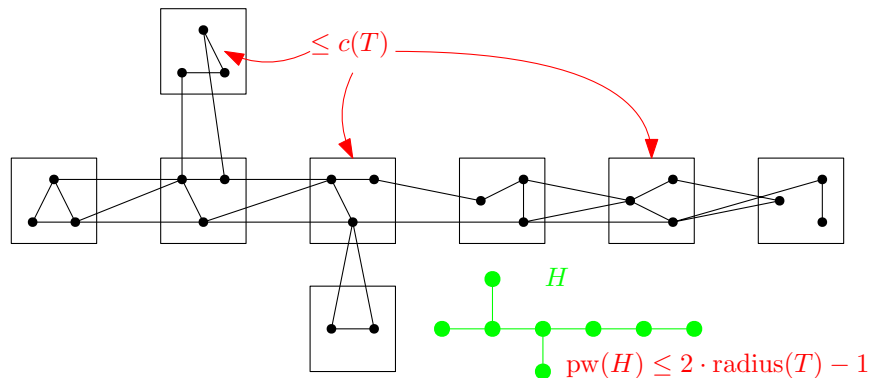 ≤ c(T)
H
pw(H) ≤ 2 · radius(T) − 1